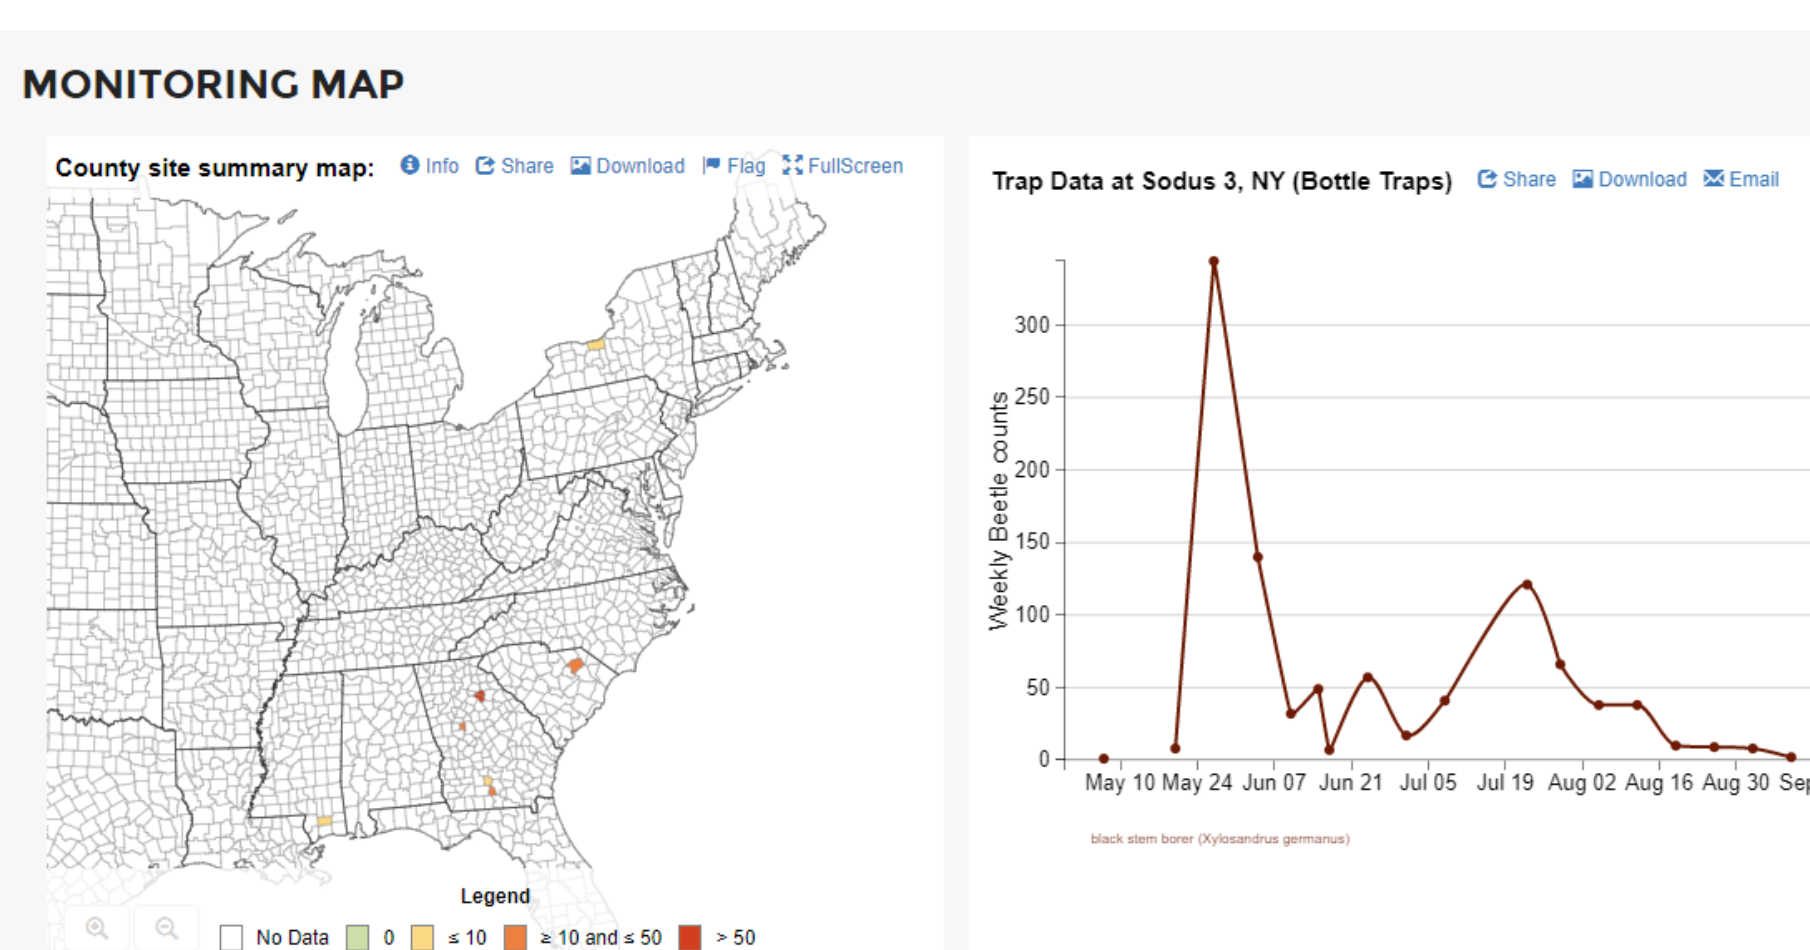 MONITORING MAP
County site summary map: Info Share Download Flag FullScreen
Legend
No Data 0 ≤ 10 ≥ 10 and ≤ 50 > 50
Trap Data at Sodus 3, NY (Bottle Traps) Share Download Email
Weekly Beetle counts
300
250
200
150
100
50
0
May 10 May 24 Jun 07 Jun 21 Jul 05 Jul 19 Aug 02 Aug 16 Aug 30 Sep
black stem borer (Xylosandrus germanus)